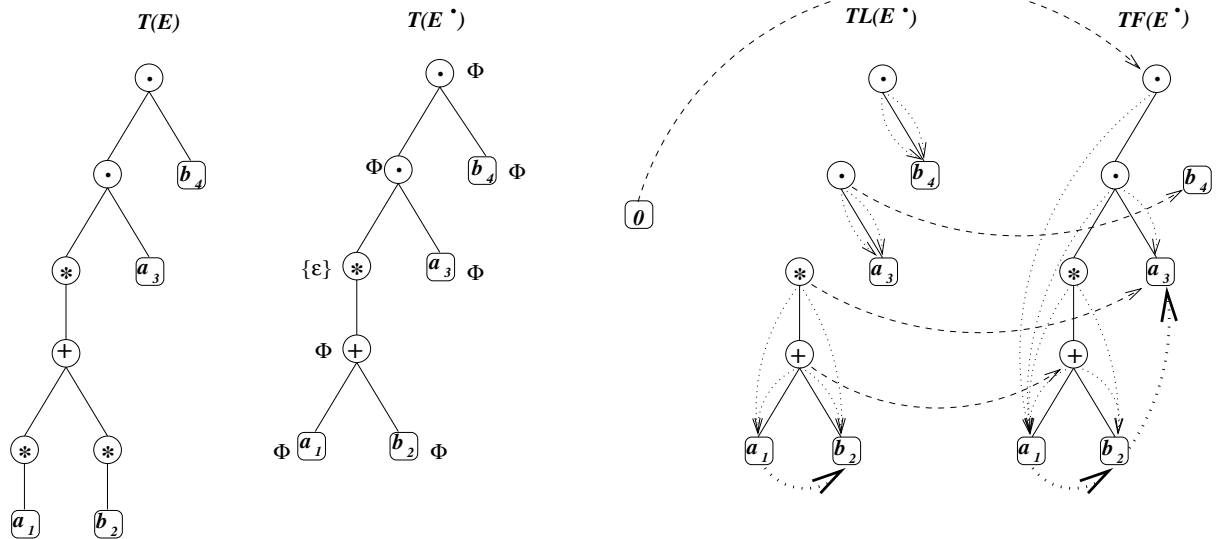 T(E) T(E•) TL(E•) TF(E•)
· · Φ · ·
· b4 Φ · b4 Φ · b4 · b4
0
* a3 {ε} * a3 Φ * a3 * a3
+ Φ + + +
* * Φ a1 b2 Φ a1 b2 a1 b2
a1 b2